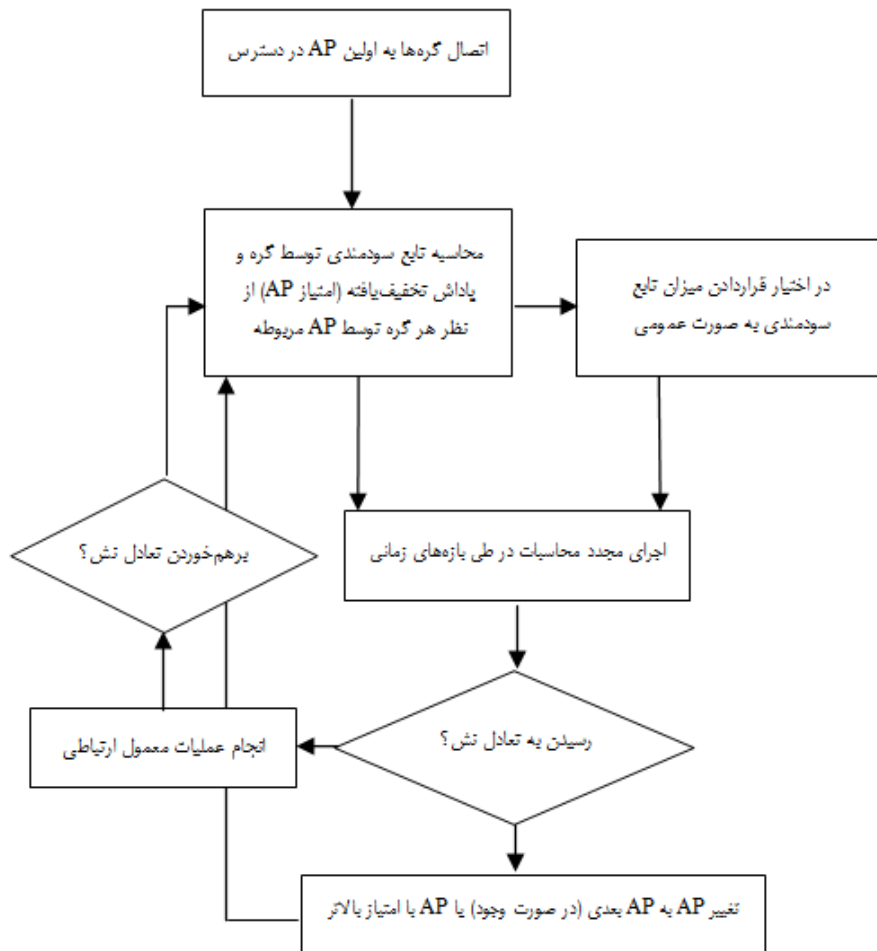 اتصال گره‌ها به اولین AP در دسترس
محاسبه تابع سودمندی توسط گره و
پاداش تخفیف‌یافته (امتیاز AP) از
نظر هر گره توسط AP مربوطه
در اختیار قراردادن میزان تابع
سودمندی به صورت عمومی
اجرای مجدد محاسبات در طی بازه‌های زمانی
برهم‌خوردن تعادل نش؟
رسیدن به تعادل نش؟
انجام عملیات معمول ارتباطی
تغییر AP به AP بعدی (در صورت وجود) یا AP با امتیاز بالاتر